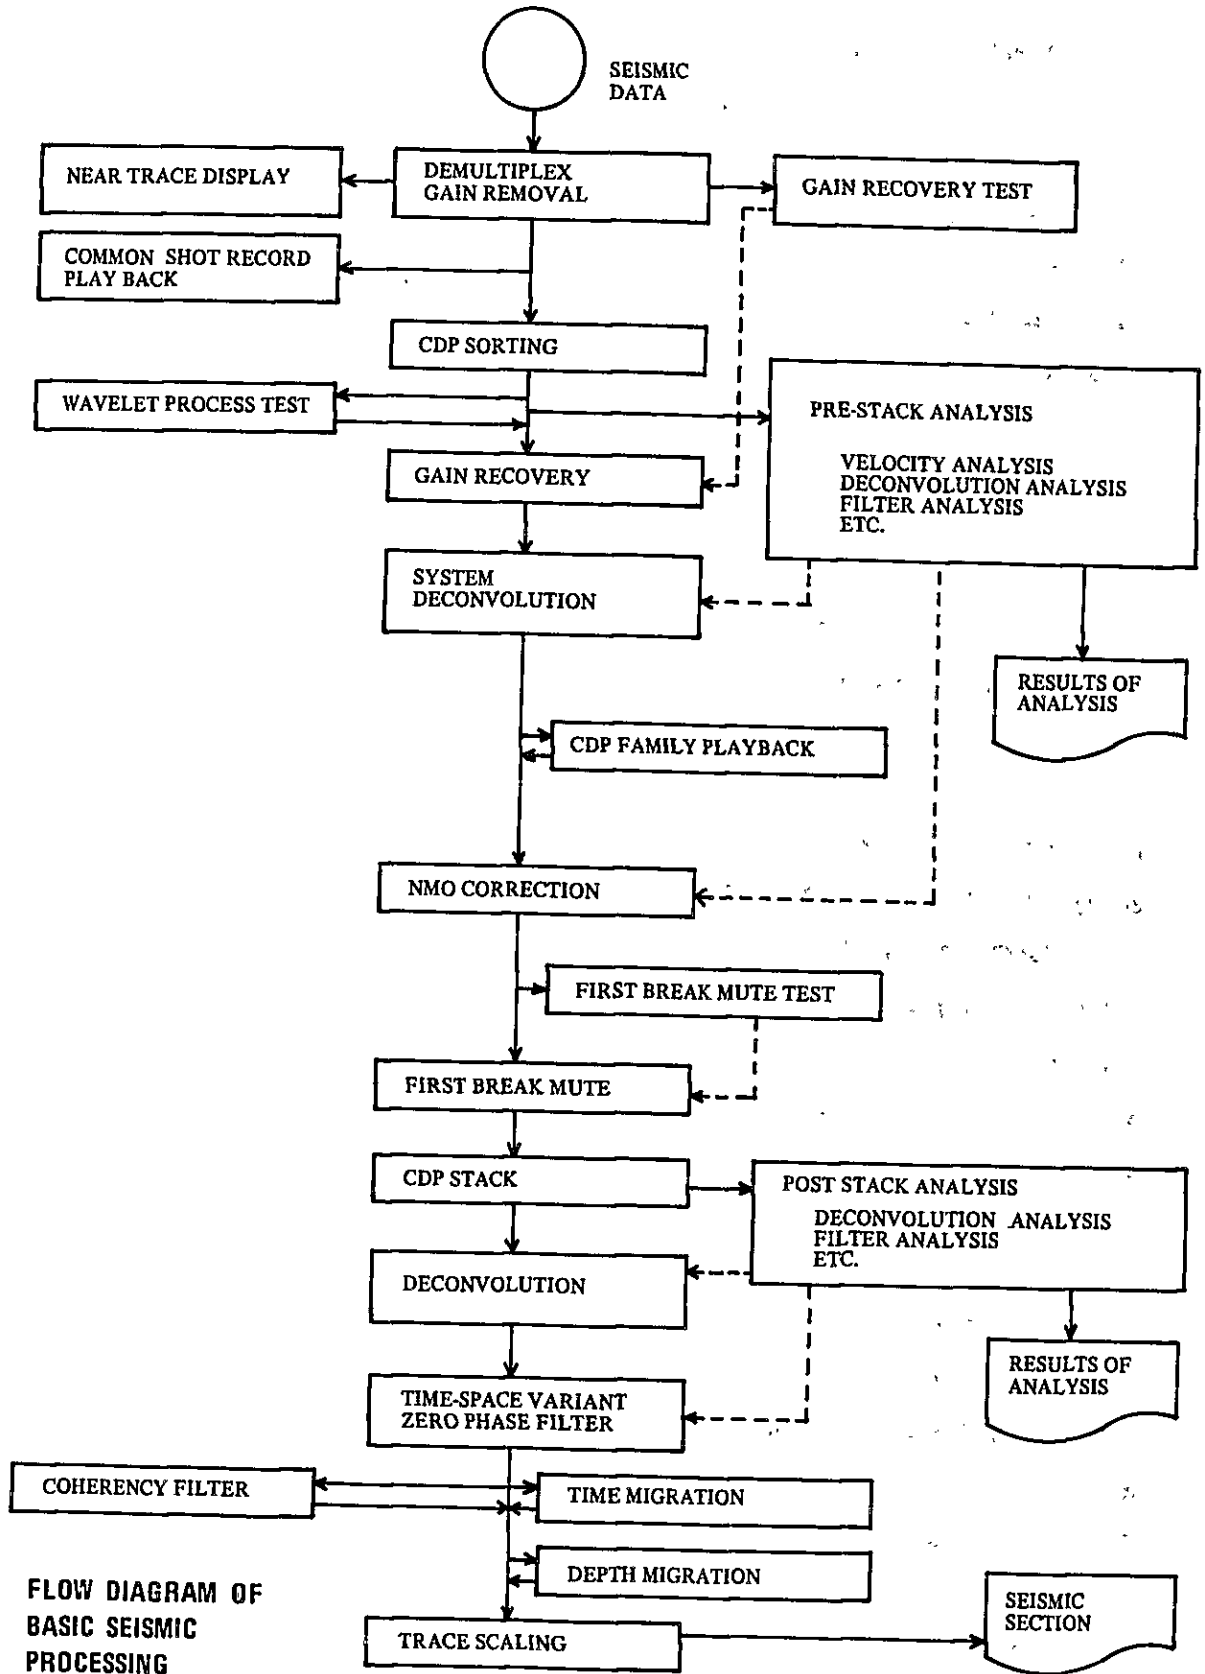 SEISMIC
DATA
NEAR TRACE DISPLAY
DEMULTIPLEX
GAIN REMOVAL
GAIN RECOVERY TEST
COMMON SHOT RECORD
PLAY BACK
CDP SORTING
WAVELET PROCESS TEST
PRE-STACK ANALYSIS
VELOCITY ANALYSIS
DECONVOLUTION ANALYSIS
FILTER ANALYSIS
ETC.
GAIN RECOVERY
SYSTEM
DECONVOLUTION
RESULTS OF
ANALYSIS
CDP FAMILY PLAYBACK
NMO CORRECTION
FIRST BREAK MUTE TEST
FIRST BREAK MUTE
CDP STACK
POST STACK ANALYSIS
DECONVOLUTION ANALYSIS
FILTER ANALYSIS
ETC.
DECONVOLUTION
RESULTS OF
ANALYSIS
TIME-SPACE VARIANT
ZERO PHASE FILTER
COHERENCY FILTER
TIME MIGRATION
DEPTH MIGRATION
TRACE SCALING
SEISMIC
SECTION
FLOW DIAGRAM OF
BASIC SEISMIC
PROCESSING